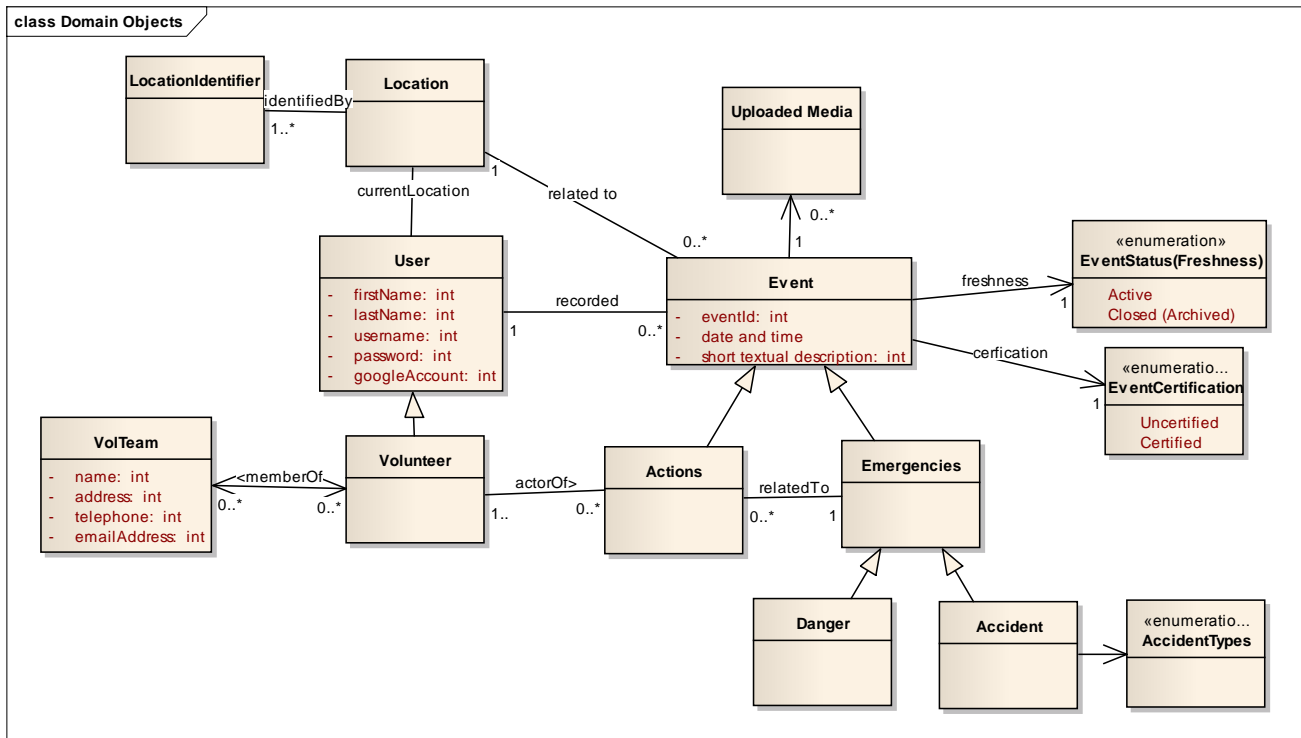 class Domain Objects
LocationIdentifier
Location
identifiedBy
1..*
Uploaded Media
currentLocation
1
related to
0..*
0..*
1
User
- firstName: int
- lastName: int
- username: int
- password: int
- googleAccount: int
recorded
1
0..*
Event
- eventId: int
- date and time
- short textual description: int
freshness
1
«enumeration»
EventStatus(Freshness)
Active
Closed (Archived)
cerfication
1
«enumeratio...
EventCertification
Uncertified
Certified
VolTeam
- name: int
- address: int
- telephone: int
- emailAddress: int
<memberOf
0..*
0..*
Volunteer
actorOf>
1..
0..*
Actions
relatedTo
0..*
1
Emergencies
Danger
Accident
«enumeratio...
AccidentTypes